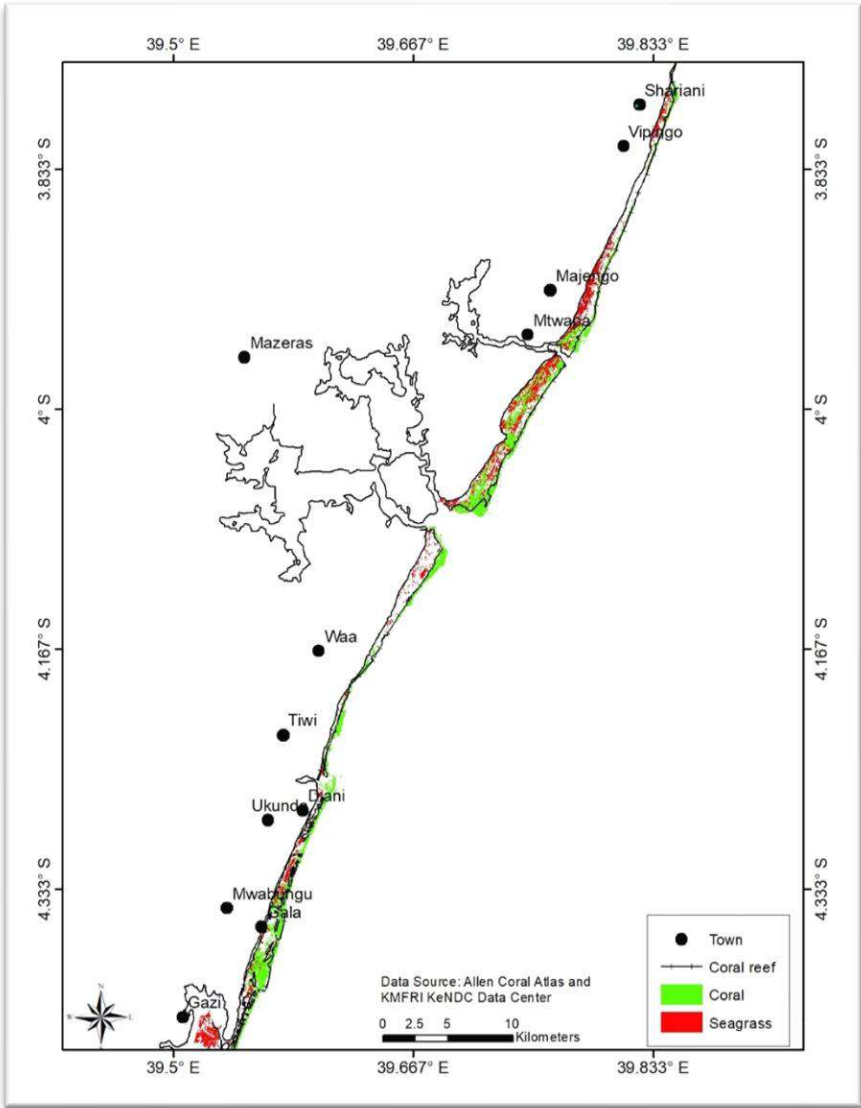 39.5° E 39.667° E 39.833° E
Shariani
Vipingo
3.833° S 3.833° S
Majengo
Mtwapa
Mazeras
4° S 4° S
Waa
4.167° S 4.167° S
Tiwi
Diani
Ukunda
4.333° S 4.333° S
Mwabungu
Gala
Gazi
N
W
S
Town
Coral reef
Coral
Seagrass
Data Source: Allen Coral Atlas and
KMFRI KeNDC Data Center
0 2.5 5 10
Kilometers
39.5° E 39.667° E 39.833° E